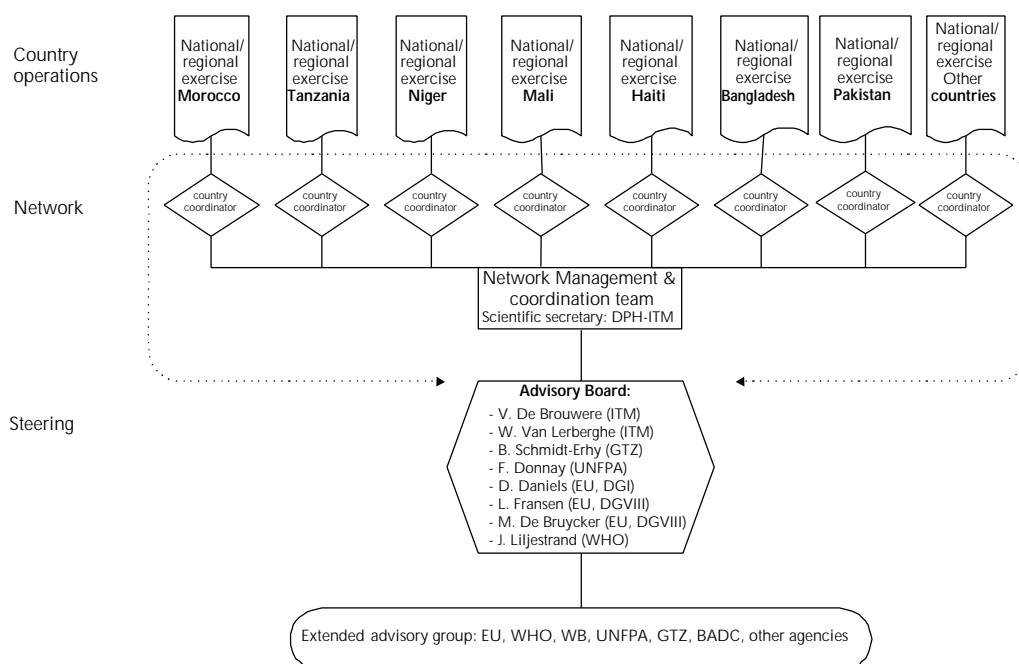 Country
operations
National/
regional
exercise
Morocco
National/
regional
exercise
Tanzania
National/
regional
exercise
Niger
National/
regional
exercise
Mali
National/
regional
exercise
Haiti
National/
regional
exercise
Bangladesh
National/
regional
exercise
Pakistan
National/
regional
exercise
Other
countries
Network
country
coordinator
country
coordinator
country
coordinator
country
coordinator
country
coordinator
country
coordinator
country
coordinator
country
coordinator
Network Management &
coordination team
Scientific secretary: DPH-ITM
Steering
Advisory Board:
- V. De Brouwere (ITM)
- W. Van Lerberghe (ITM)
- B. Schmidt-Erhy (GTZ)
- F. Donnay (UNFPA)
- D. Daniels (EU, DGI)
- L. Fransen (EU, DGVIII)
- M. De Bruycker (EU, DGVIII)
- J. Liljestrand (WHO)
Extended advisory group: EU, WHO, WB, UNFPA, GTZ, BADC, other agencies